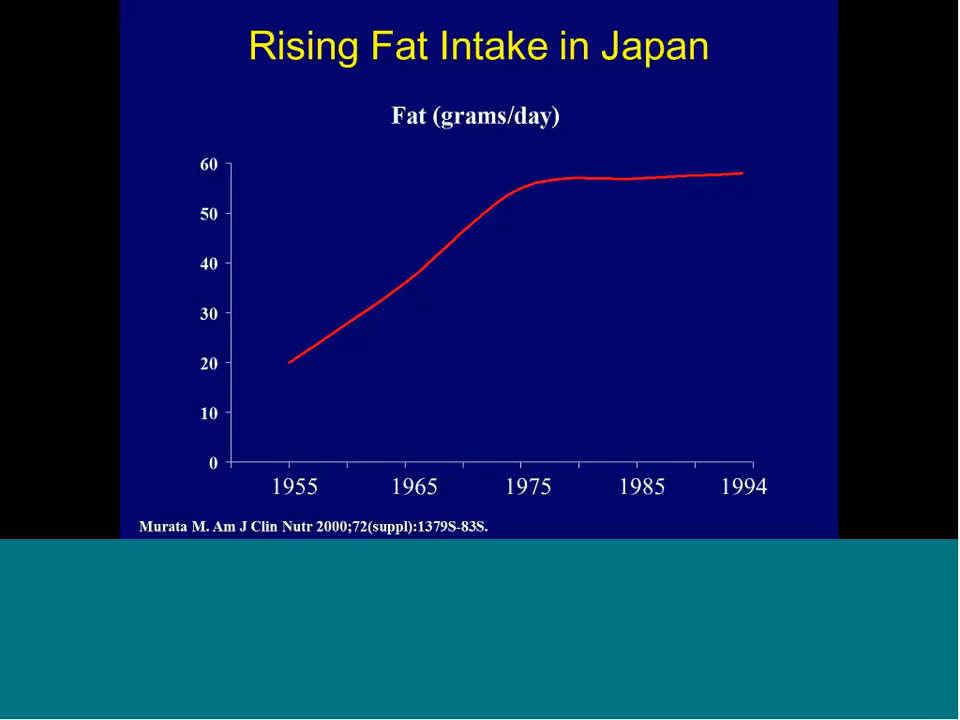 Rising Fat Intake in Japan
Fat (grams/day)
60
50
40
30
20
10
0
1955 1965 1975 1985 1994
Murata M. Am J Clin Nutr 2000;72(suppl):1379S-83S.